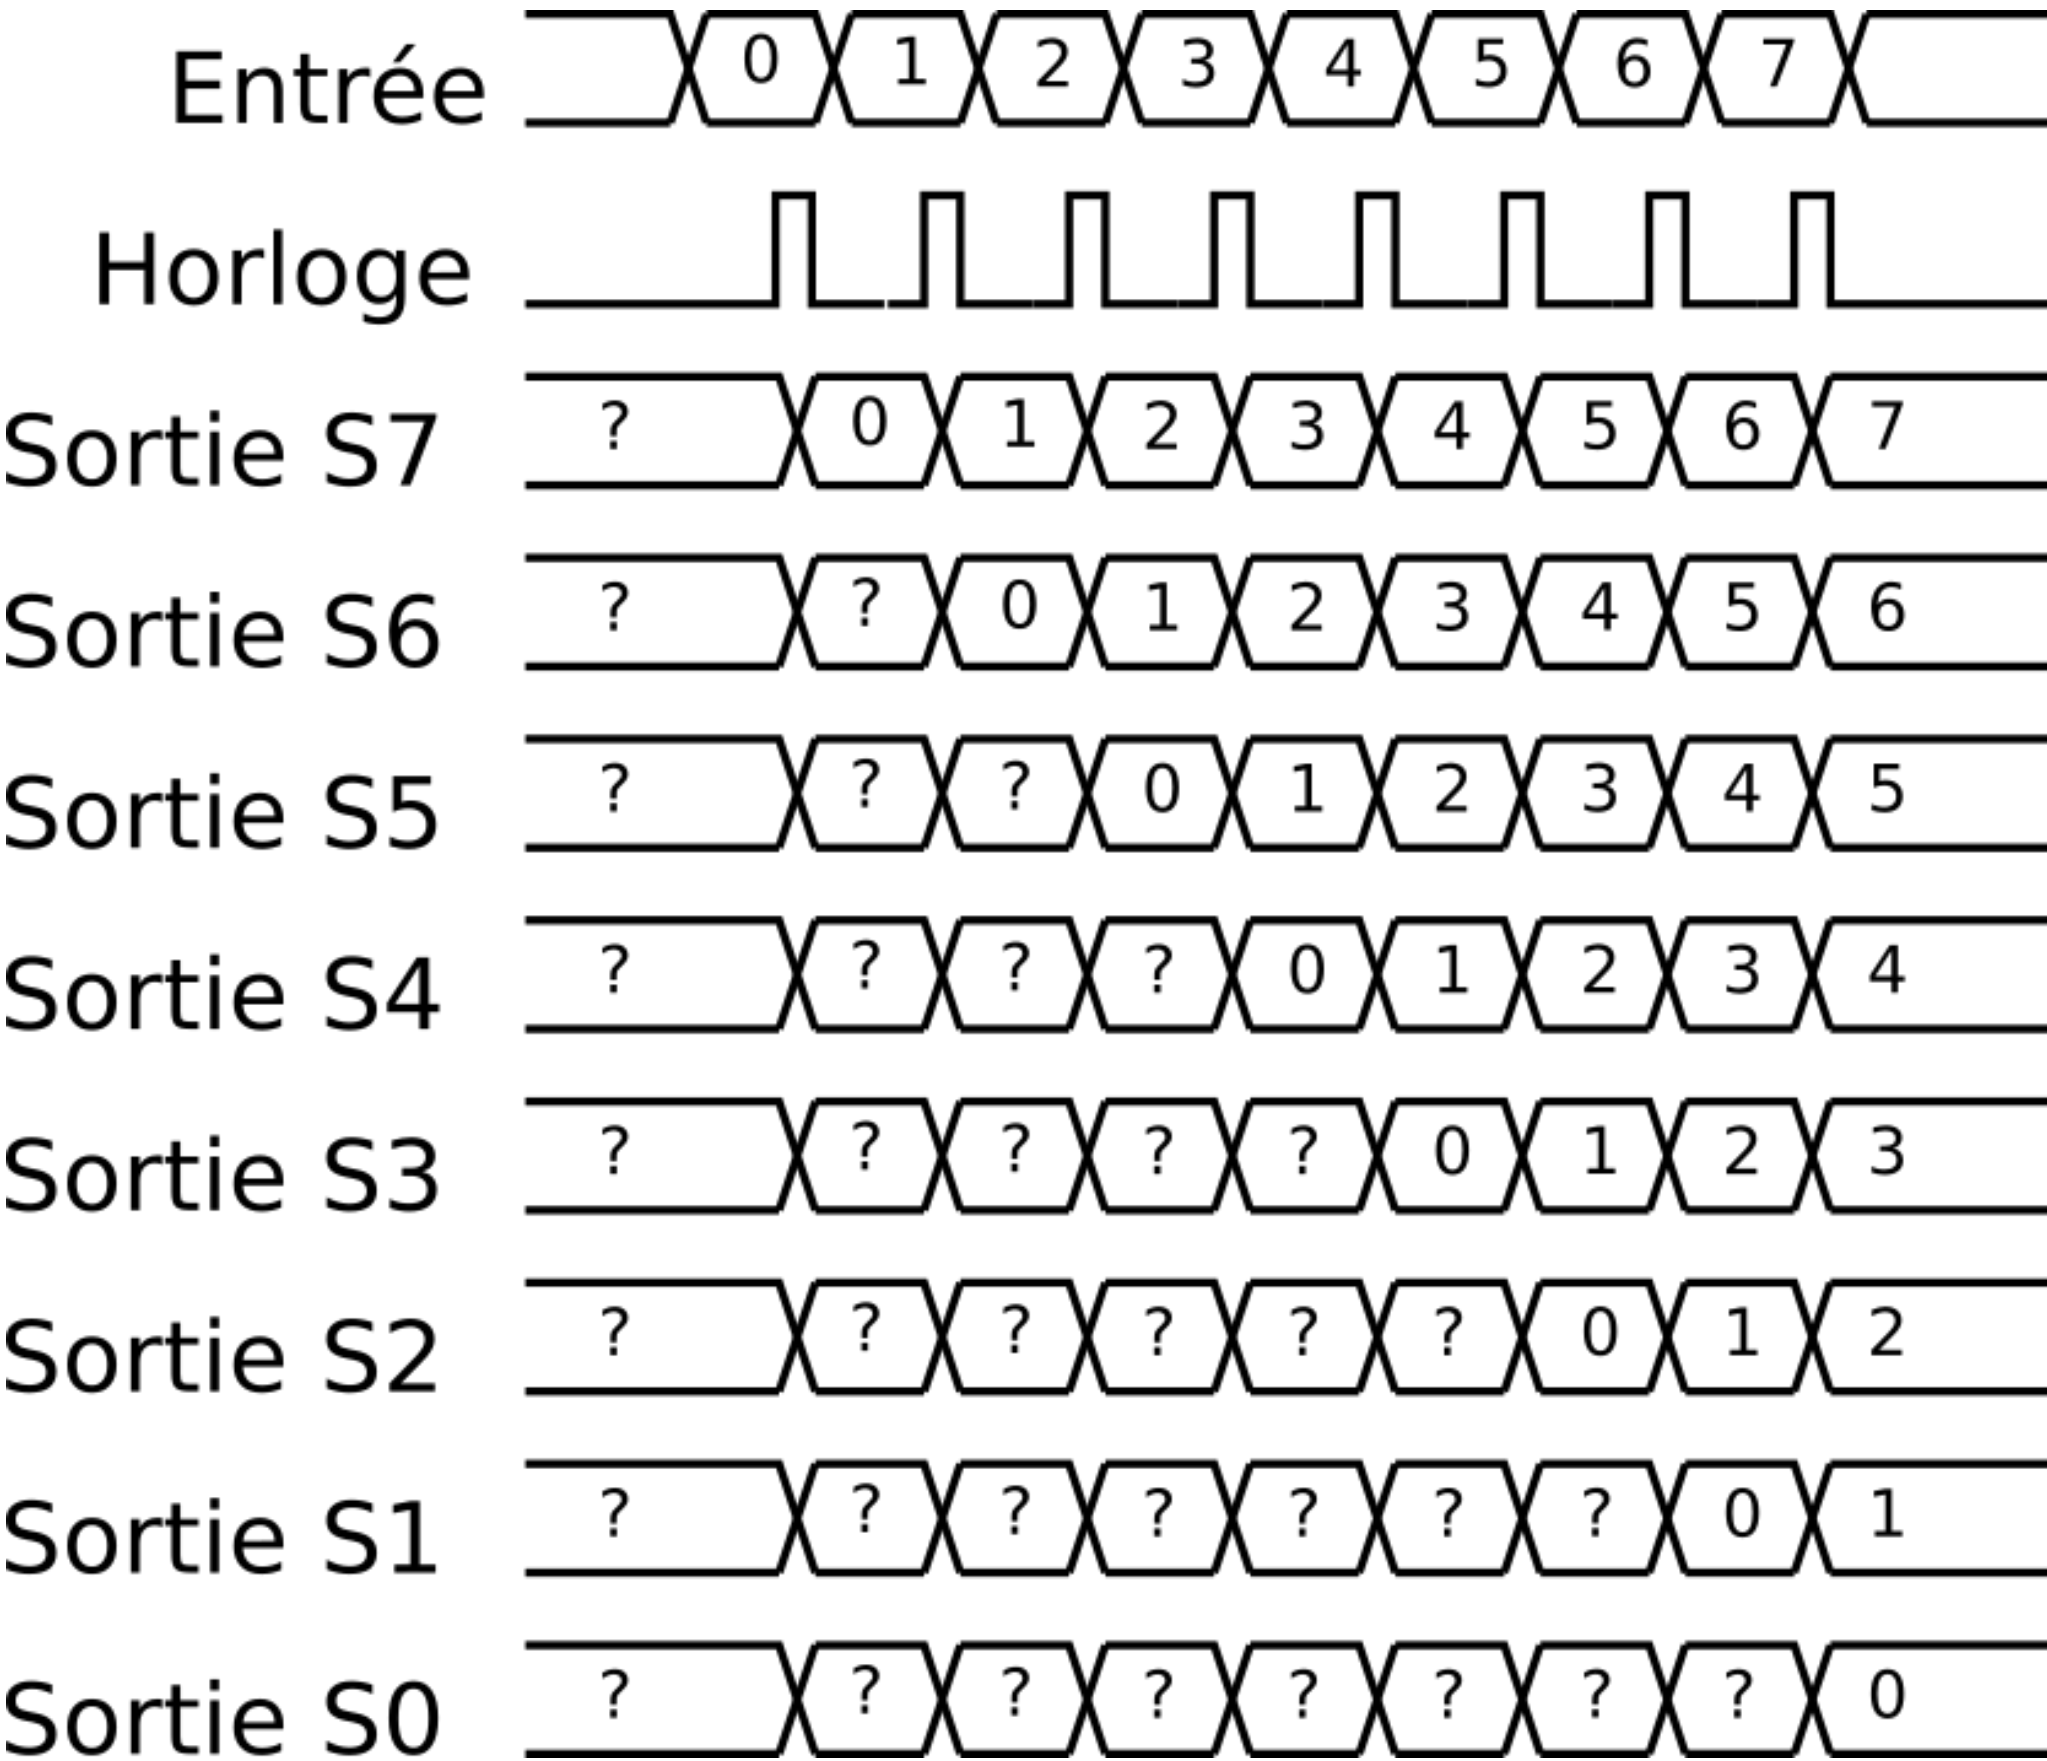 Entrée 0 1 2 3 4 5 6 7
Horloge
Sortie S7 ? 0 1 2 3 4 5 6 7
Sortie S6 ? ? 0 1 2 3 4 5 6
Sortie S5 ? ? ? 0 1 2 3 4 5
Sortie S4 ? ? ? ? 0 1 2 3 4
Sortie S3 ? ? ? ? ? 0 1 2 3
Sortie S2 ? ? ? ? ? ? 0 1 2
Sortie S1 ? ? ? ? ? ? ? 0 1
Sortie S0 ? ? ? ? ? ? ? ? 0